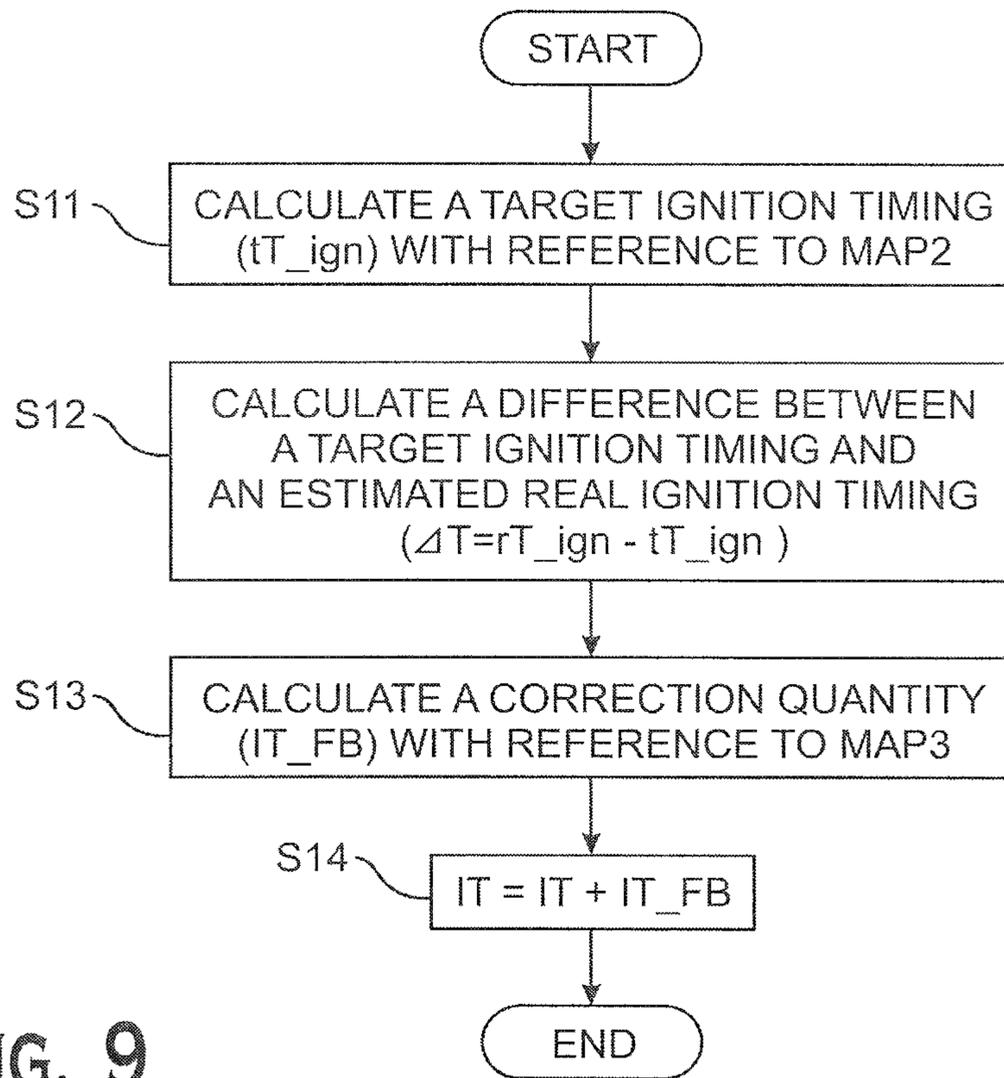 START
S11
CALCULATE A TARGET IGNITION TIMING
(tT_ign) WITH REFERENCE TO MAP2
S12
CALCULATE A DIFFERENCE BETWEEN
A TARGET IGNITION TIMING AND
AN ESTIMATED REAL IGNITION TIMING
(⊿T=rT_ign - tT_ign )
S13
CALCULATE A CORRECTION QUANTITY
(IT_FB) WITH REFERENCE TO MAP3
S14
IT = IT + IT_FB
END
IG. 9